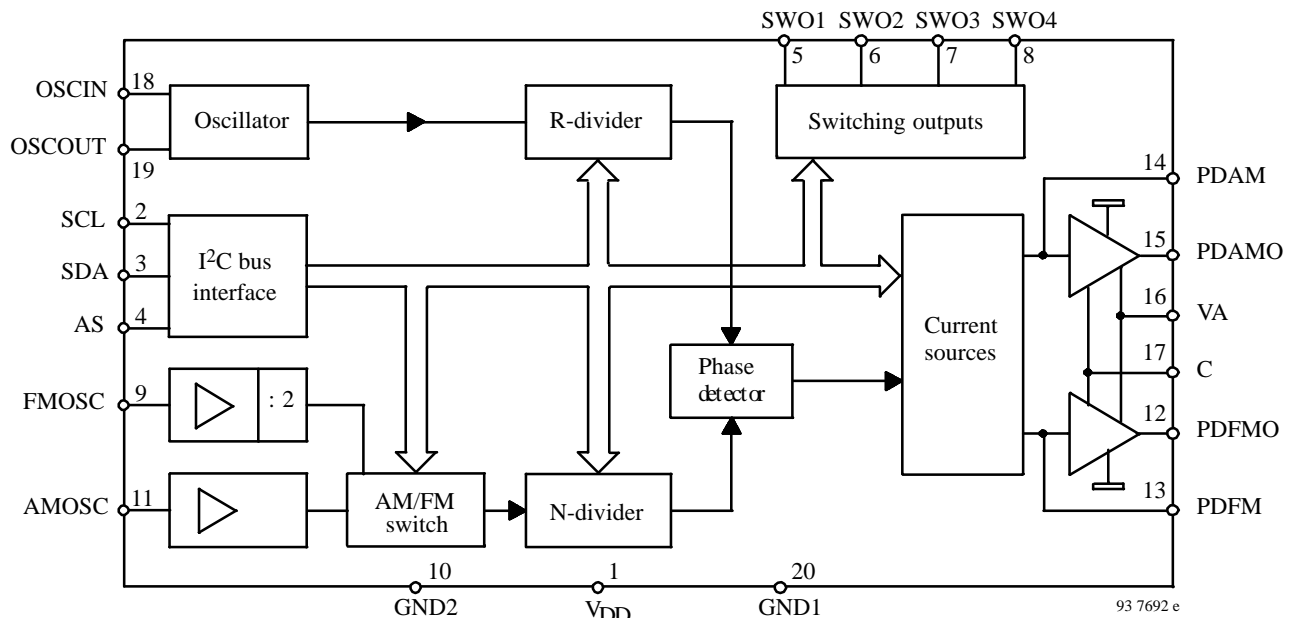 SWO1 SWO2 SWO3 SWO4
5 6 7 8
OSCIN 18
OSCOUT 19
Oscillator
R-divider
Switching outputs
14 PDAM
SCL 2
SDA 3
AS 4
I²C bus
interface
15 PDAMO
16 VA
17 C
Current
sources
Phase
detector
FMOSC 9
: 2
12 PDFMO
AMOSC 11
AM/FM
switch
N-divider
13 PDFM
10 1 20
GND2 VDD GND1
93 7692 e